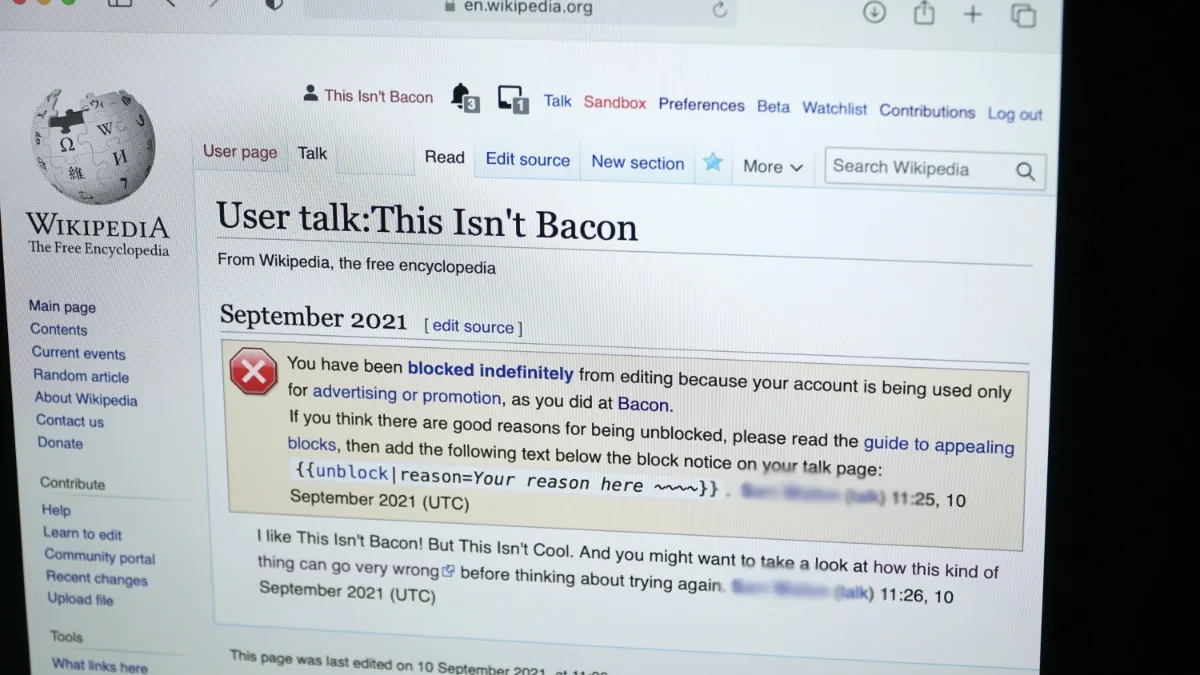 en.wikipedia.org
This Isn't Bacon 3 1 Talk Sandbox Preferences Beta Watchlist Contributions Log out
User page Talk Read Edit source New section More Search Wikipedia
Ω W И 維 7
WIKIPEDIA
The Free Encyclopedia
User talk:This Isn't Bacon
From Wikipedia, the free encyclopedia
September 2021 [ edit source ]
You have been blocked indefinitely from editing because your account is being used only
for advertising or promotion, as you did at Bacon.
If you think there are good reasons for being unblocked, please read the guide to appealing
blocks, then add the following text below the block notice on your talk page:
{{unblock|reason=Your reason here ~~~~}} . (talk) 11:25, 10
September 2021 (UTC)
I like This Isn't Bacon! But This Isn't Cool. And you might want to take a look at how this kind of
thing can go very wrong before thinking about trying again. (talk) 11:26, 10
September 2021 (UTC)
This page was last edited on 10 September 2021, at
Main page
Contents
Current events
Random article
About Wikipedia
Contact us
Donate
Contribute
Help
Learn to edit
Community portal
Recent changes
Upload file
Tools
What links here